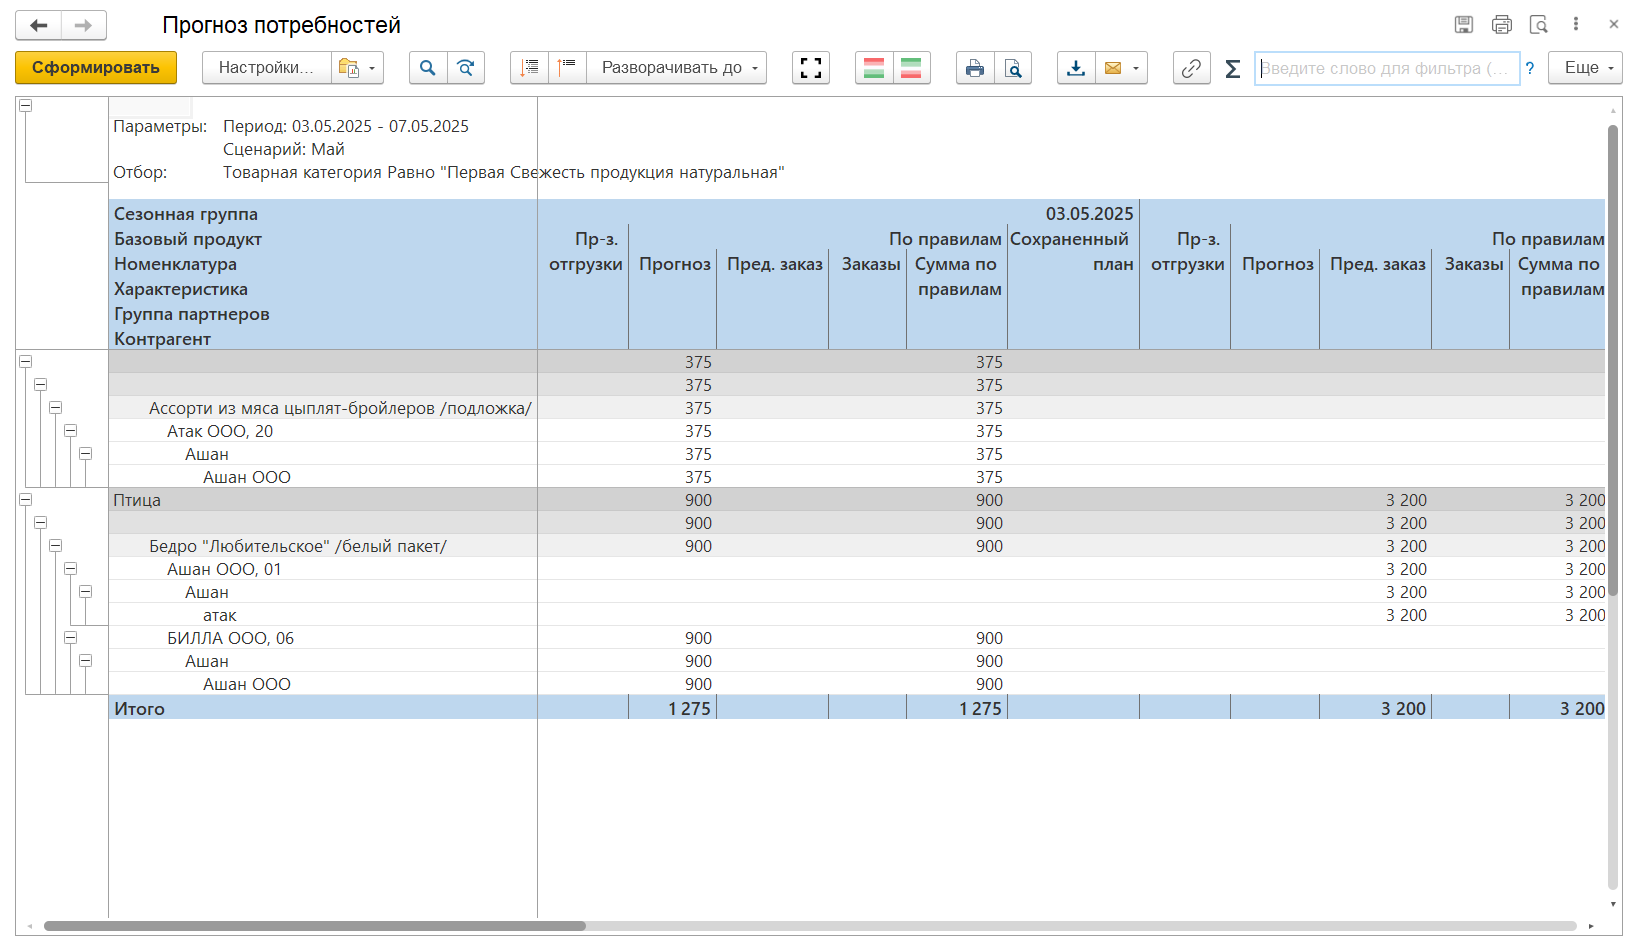 Прогноз потребностей
Сформировать Настройки... Разворачивать до Σ Введите слово для фильтра (... ? Еще
Параметры: Период: 03.05.2025 - 07.05.2025
Сценарий: Май
Отбор: Товарная категория Равно "Первая Свежесть продукция натуральная"
Сезонная группа 03.05.2025
Базовый продукт Пр-з. По правилам Сохраненный Пр-з. По правилам
Номенклатура отгрузки Прогноз Пред. заказ Заказы Сумма по план отгрузки Прогноз Пред. заказ Заказы Сумма по
Характеристика правилам правилам
Группа партнеров
Контрагент
375 375
375 375
Ассорти из мяса цыплят-бройлеров /подложка/ 375 375
Атак ООО, 20 375 375
Ашан 375 375
Ашан ООО 375 375
Птица 900 900 3 200 3 200
900 900 3 200 3 200
Бедро "Любительское" /белый пакет/ 900 900 3 200 3 200
Ашан ООО, 01 3 200 3 200
Ашан 3 200 3 200
атак 3 200 3 200
БИЛЛА ООО, 06 900 900
Ашан 900 900
Ашан ООО 900 900
Итого 1 275 1 275 3 200 3 200